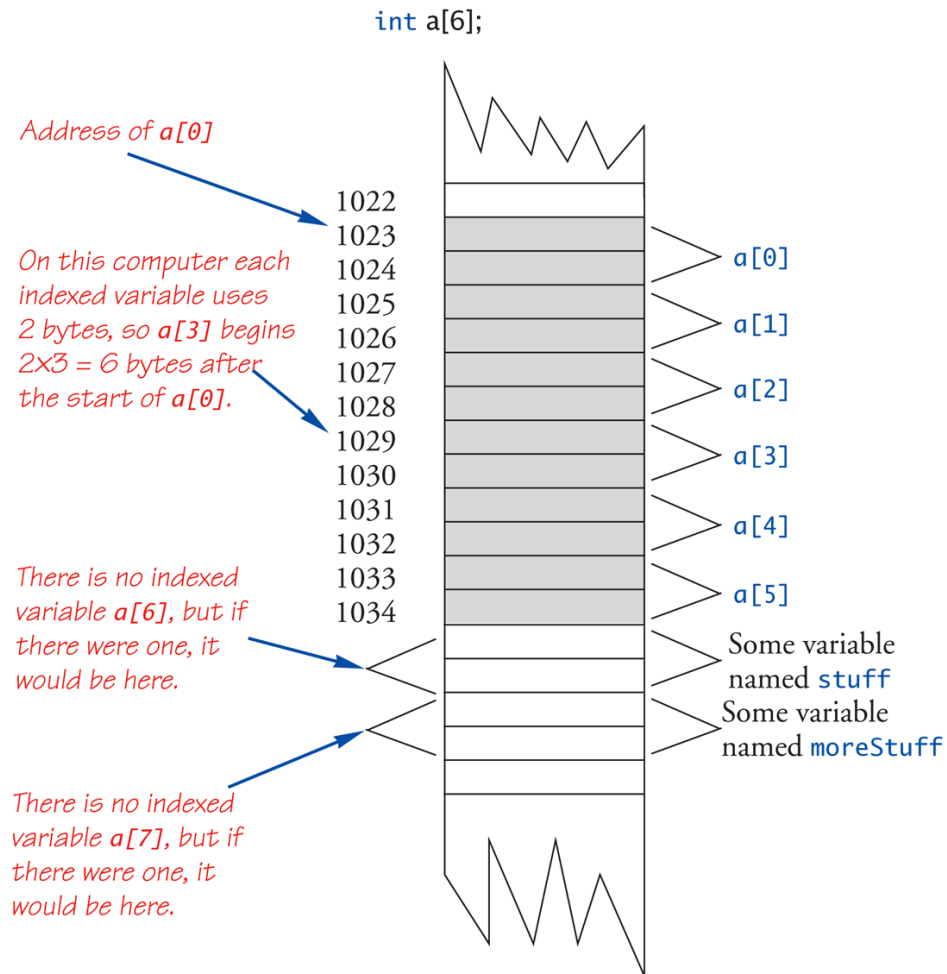 int a[6];
Address of a[0]
1022
1023
1024
1025
1026
1027
1028
1029
1030
1031
1032
1033
1034
On this computer each
indexed variable uses
2 bytes, so a[3] begins
2×3 = 6 bytes after
the start of a[0].
There is no indexed
variable a[6], but if
there were one, it
would be here.
There is no indexed
variable a[7], but if
there were one, it
would be here.
a[0]
a[1]
a[2]
a[3]
a[4]
a[5]
Some variable
named stuff
Some variable
named moreStuff